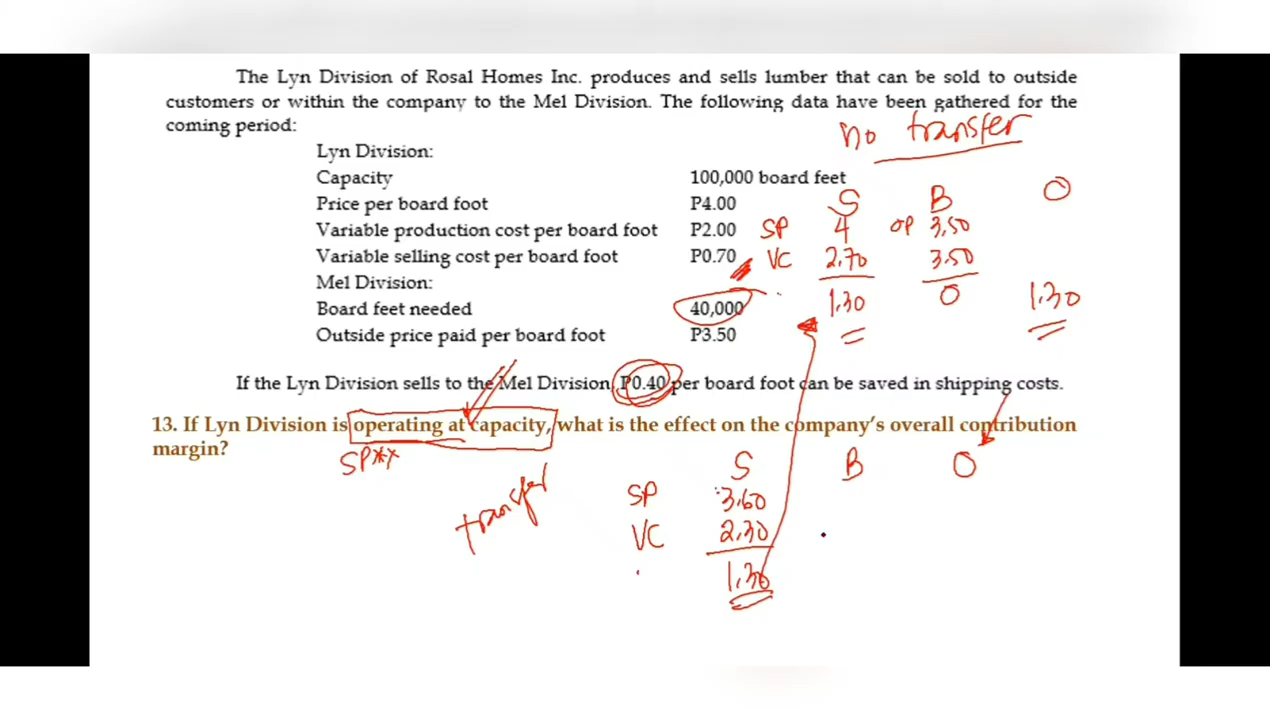 The Lyn Division of Rosal Homes Inc. produces and sells lumber that can be sold to outside
customers or within the company to the Mel Division. The following data have been gathered for the
coming period:
no transfer
Lyn Division:
Capacity 100,000 board feet
S B O
Price per board foot P4.00
Variable production cost per board foot P2.00 SP 4 OP 3.50
Variable selling cost per board foot P0.70 VC 2.70 3.50
Mel Division:
Board feet needed 40,000 1.30 0 1.30
Outside price paid per board foot P3.50
If the Lyn Division sells to the Mel Division, P0.40 per board foot can be saved in shipping costs.
13. If Lyn Division is operating at capacity, what is the effect on the company's overall contribution
margin?
SP**
S B O
transfer SP 3.60
VC 2.30
1.30